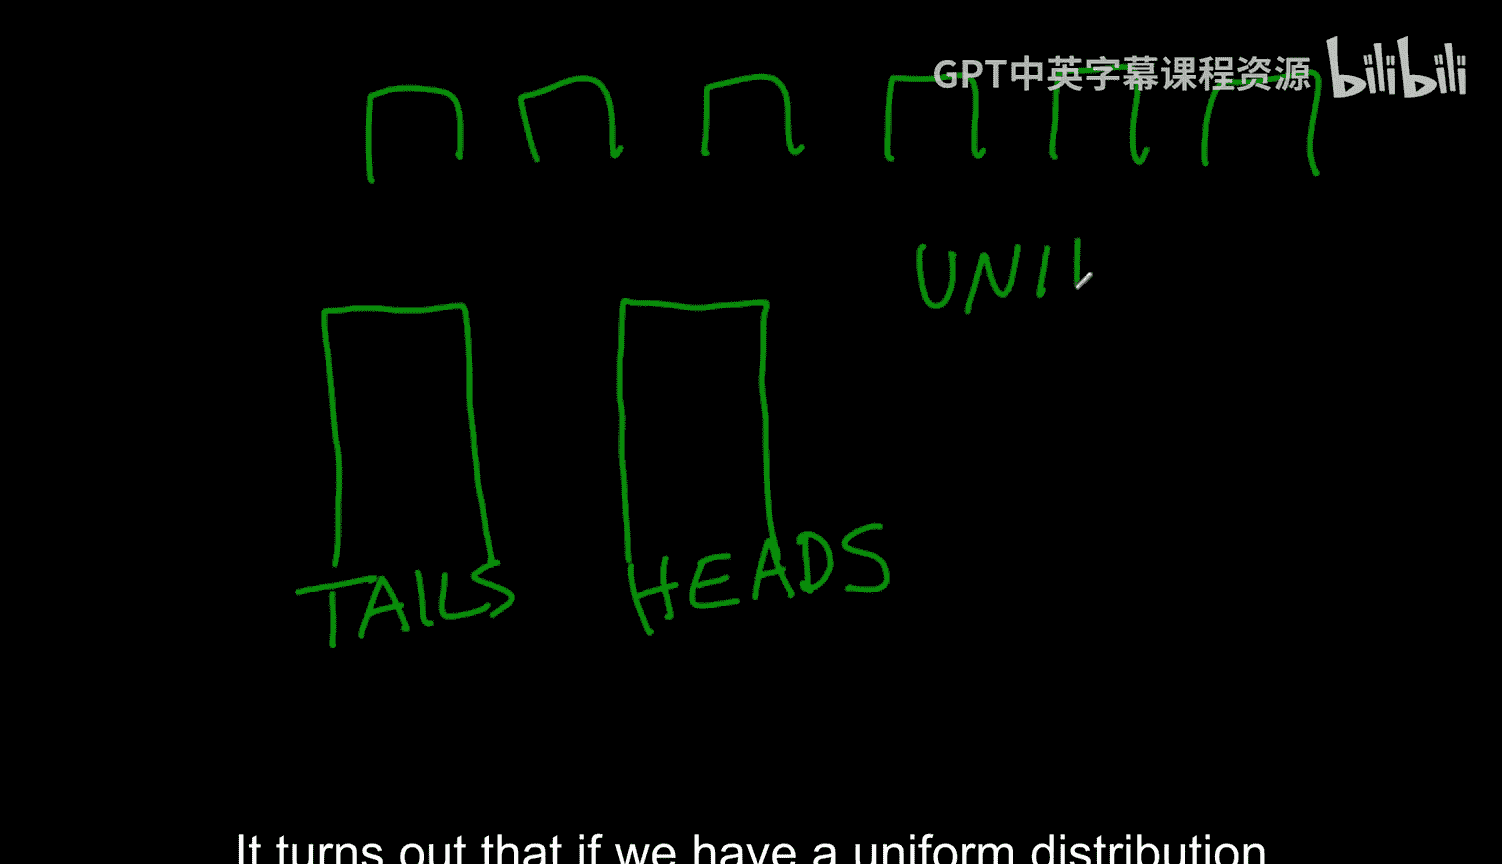 GPT中英字幕课程资源 bilibili
UNI
TAILS HEADS
It turns out that if we have a uniform distribution